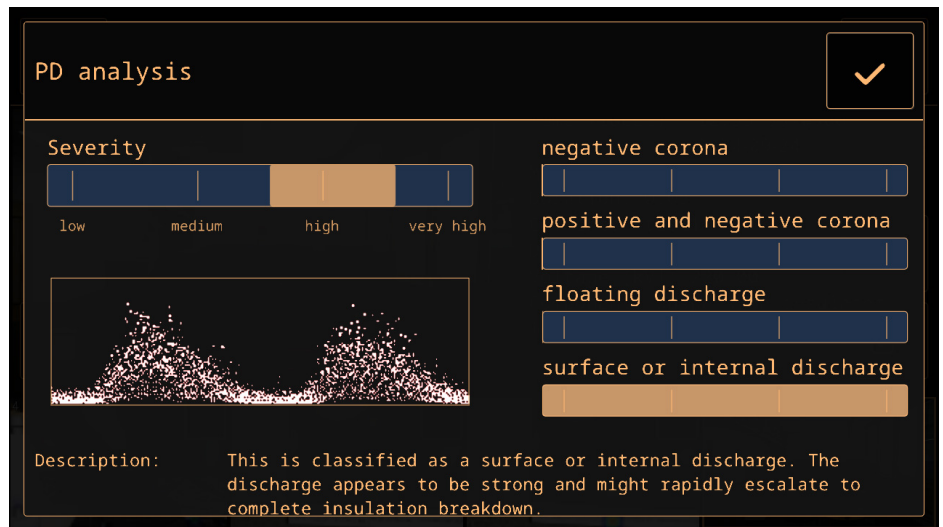 PD analysis
Severity
low medium high very high
negative corona
positive and negative corona
floating discharge
surface or internal discharge
Description: This is classified as a surface or internal discharge. The
discharge appears to be strong and might rapidly escalate to
complete insulation breakdown.